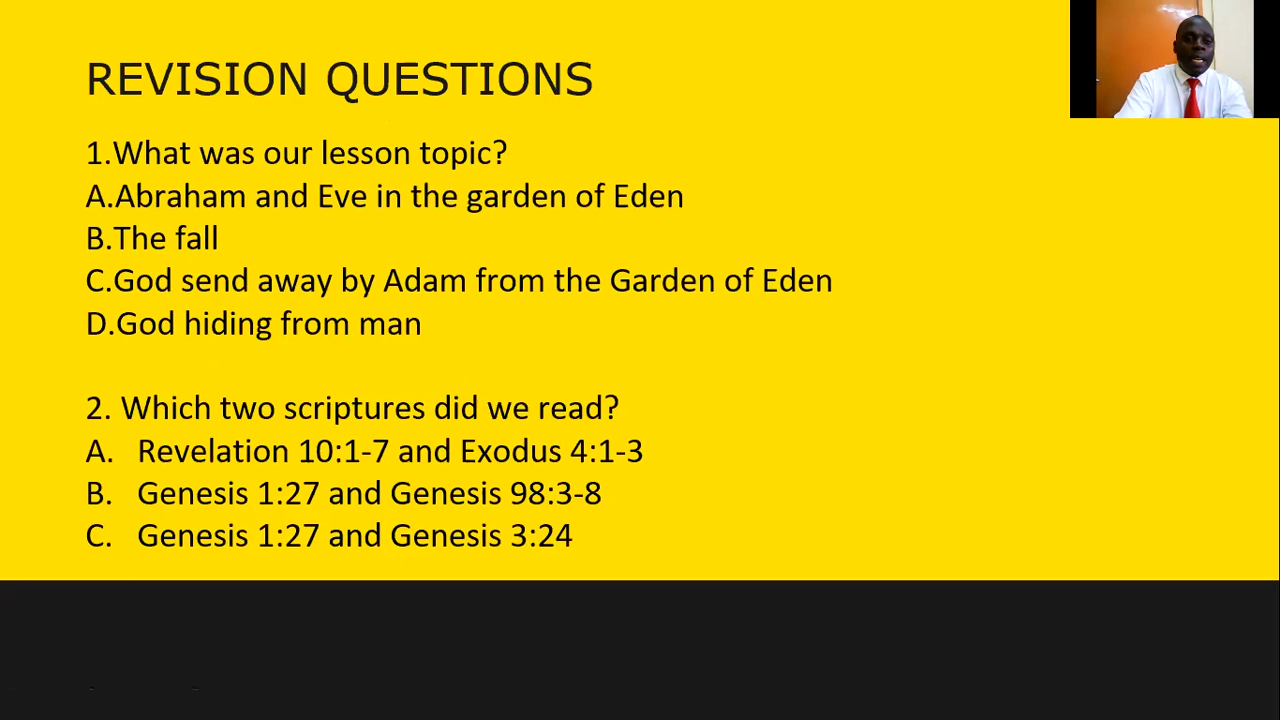 REVISION QUESTIONS
1.What was our lesson topic?
A.Abraham and Eve in the garden of Eden
B.The fall
C.God send away by Adam from the Garden of Eden
D.God hiding from man
2. Which two scriptures did we read?
A. Revelation 10:1-7 and Exodus 4:1-3
B. Genesis 1:27 and Genesis 98:3-8
C. Genesis 1:27 and Genesis 3:24